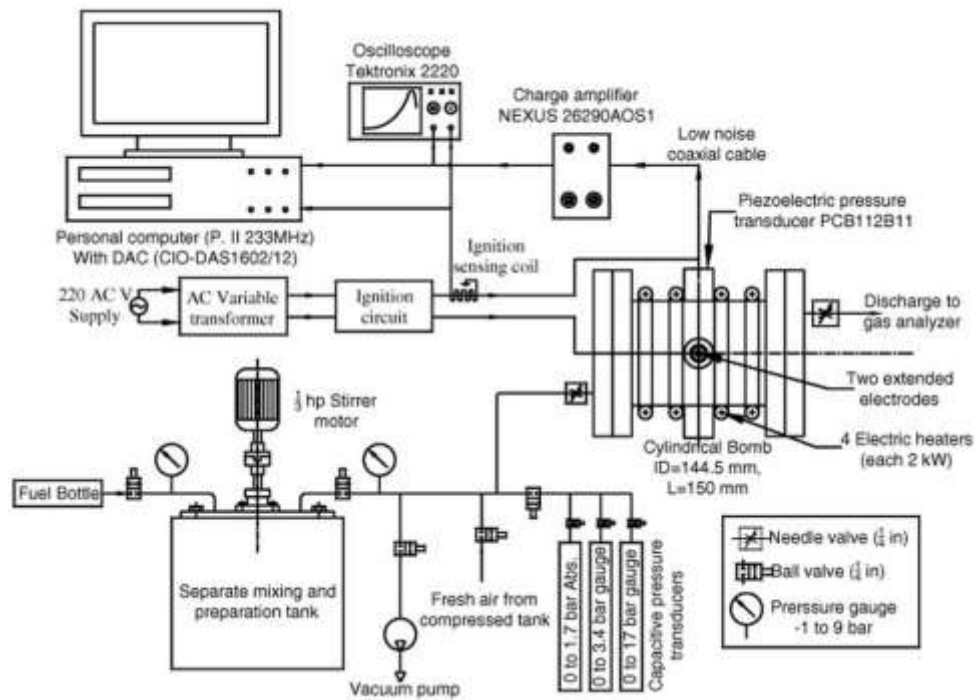 Oscilloscope
Tektronix 2220
Charge amplifier
NEXUS 26290AOS1
Low noise
coaxial cable
Piezoelectric pressure
transducer PCB112B11
Personal computer (P. II 233MHz)
With DAC (CIO-DAS1602/12)
Ignition
sensing coil
220 AC V
Supply
AC Variable
transformer
Ignition
circuit
Discharge to
gas analyzer
Two extended
electrodes
hp Stirrer
motor
4 Electric heaters
(each 2 kW)
Cylindrical Bomb
ID=144.5 mm,
L=150 mm
Fuel Bottle
Separate mixing and
preparation tank
Fresh air from
compressed tank
Vacuum pump
0 to 1.7 bar Abs.
0 to 3.4 bar gauge
0 to 17 bar gauge
Capacitive pressure
transducers
Needle valve ( in)
Ball valve ( in)
Prerssure gauge
-1 to 9 bar